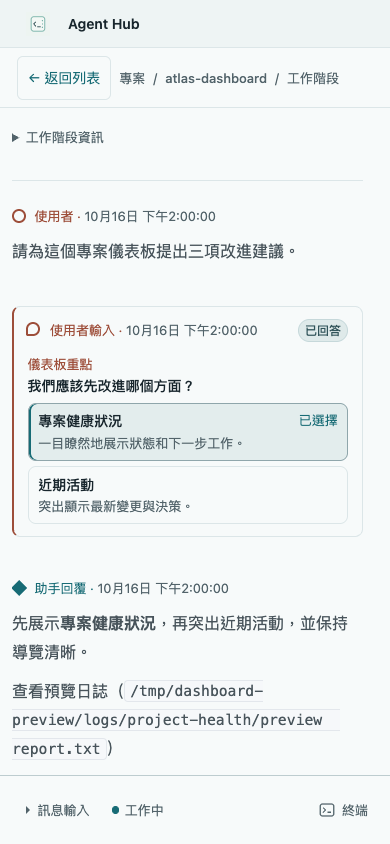 Agent Hub
← 返回列表 專案 / atlas-dashboard / 工作階段
▶ 工作階段資訊
使用者 · 10月16日 下午2:00:00
請為這個專案儀表板提出三項改進建議。
使用者輸入 · 10月16日 下午2:00:00 已回答
儀表板重點
我們應該先改進哪個方面？
專案健康狀況 已選擇
一目瞭然地展示狀態和下一步工作。
近期活動
突出顯示最新變更與決策。
助手回覆 · 10月16日 下午2:00:00
先展示專案健康狀況，再突出近期活動，並保持
導覽清晰。
查看預覽日誌（/tmp/dashboard-
preview/logs/project-health/preview
report.txt）
訊息輸入 工作中 終端